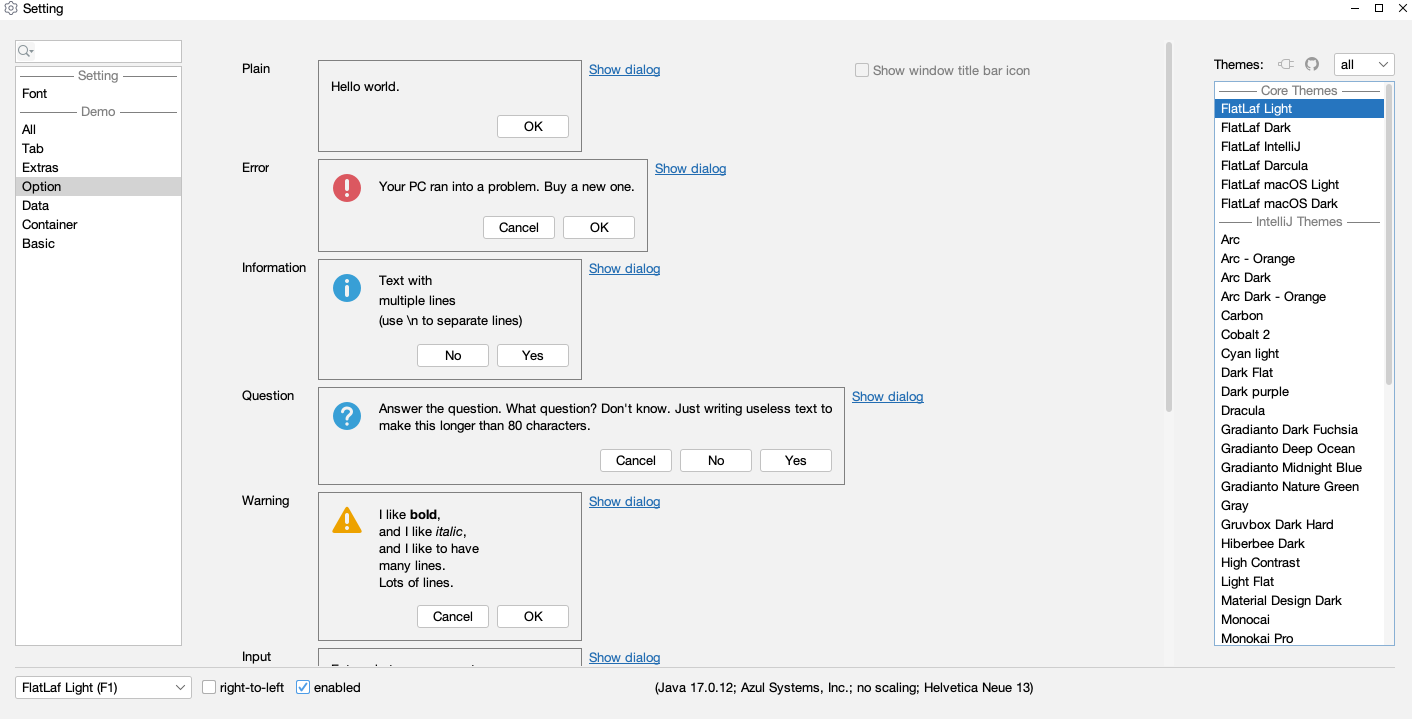 Setting
Setting
Font
Demo
All
Tab
Extras
Option
Data
Container
Basic
Plain
Hello world.
OK
Show dialog
Show window title bar icon
Error
Your PC ran into a problem. Buy a new one.
Cancel OK
Show dialog
Information
Text with
multiple lines
(use \n to separate lines)
No Yes
Show dialog
Question
Answer the question. What question? Don't know. Just writing useless text to
make this longer than 80 characters.
Cancel No Yes
Show dialog
Warning
I like bold,
and I like italic,
and I like to have
many lines.
Lots of lines.
Cancel OK
Show dialog
Input
Show dialog
Themes: all
Core Themes
FlatLaf Light
FlatLaf Dark
FlatLaf IntelliJ
FlatLaf Darcula
FlatLaf macOS Light
FlatLaf macOS Dark
IntelliJ Themes
Arc
Arc - Orange
Arc Dark
Arc Dark - Orange
Carbon
Cobalt 2
Cyan light
Dark Flat
Dark purple
Dracula
Gradianto Dark Fuchsia
Gradianto Deep Ocean
Gradianto Midnight Blue
Gradianto Nature Green
Gray
Gruvbox Dark Hard
Hiberbee Dark
High Contrast
Light Flat
Material Design Dark
Monocai
Monokai Pro
FlatLaf Light (F1) right-to-left enabled (Java 17.0.12; Azul Systems, Inc.; no scaling; Helvetica Neue 13)